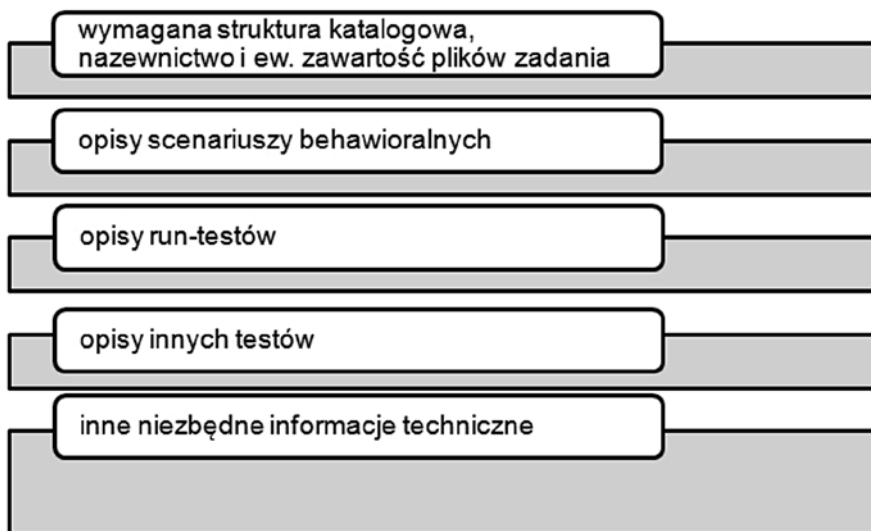 wymagana struktura katalogowa,
nazewnictwo i ew. zawartość plików zadania
opisy scenariuszy behawioralnych
opisy run-testów
opisy innych testów
inne niezbędne informacje techniczne